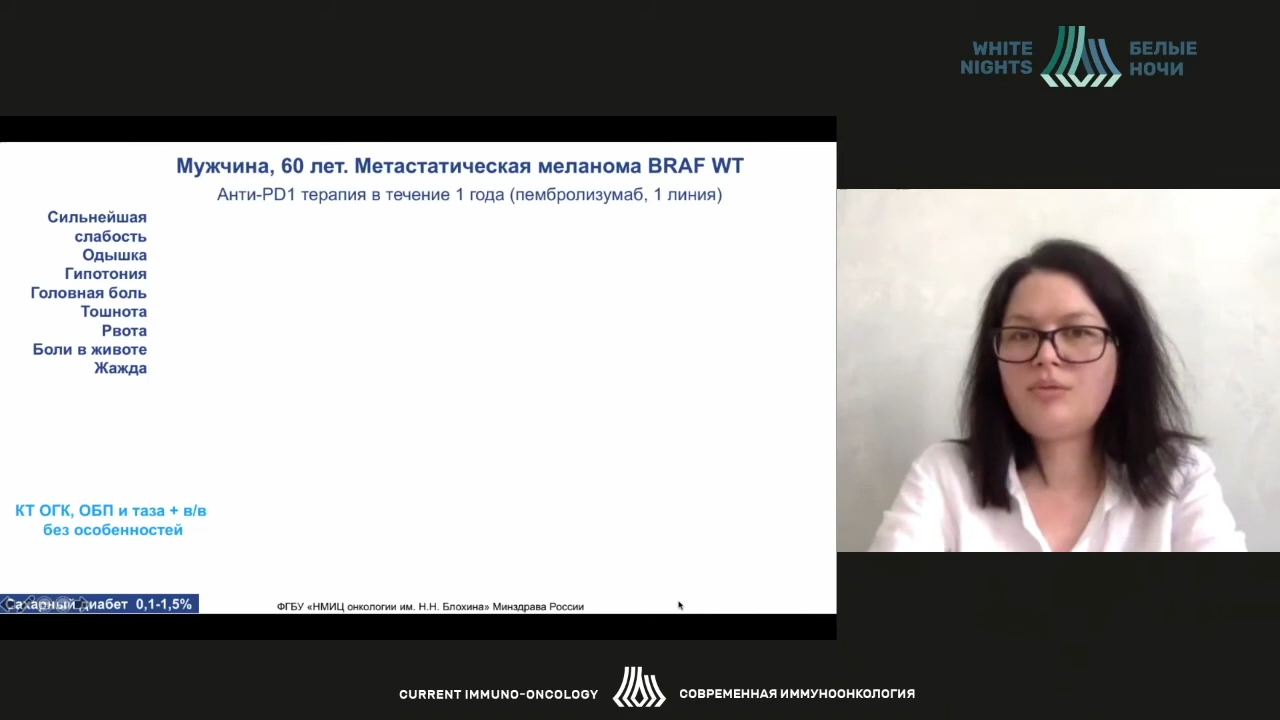 WHITE NIGHTS
БЕЛЫЕ НОЧИ
Мужчина, 60 лет. Метастатическая меланома BRAF WT
Анти-PD1 терапия в течение 1 года (пембролизумаб, 1 линия)
Сильнейшая
слабость
Одышка
Гипотония
Головная боль
Тошнота
Рвота
Боли в животе
Жажда
КТ ОГК, ОБП и таза + в/в
без особенностей
Сахарный диабет 0,1-1,5%
ФГБУ «НМИЦ онкологии им. Н.Н. Блохина» Минздрава России
CURRENT IMMUNO-ONCOLOGY
СОВРЕМЕННАЯ ИММУНООНКОЛОГИЯ